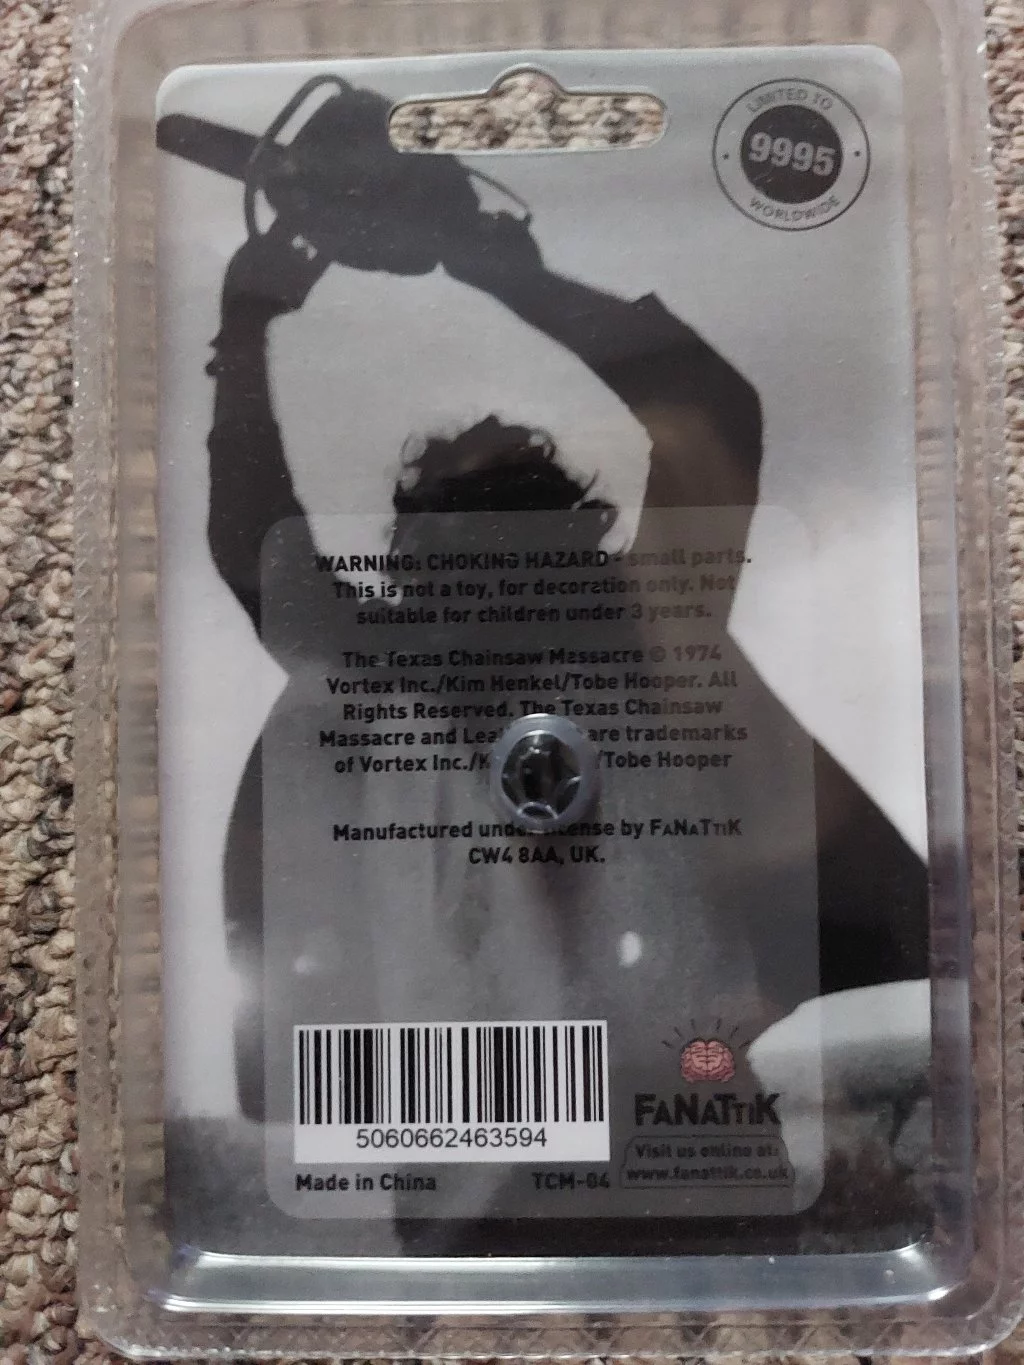 LIMITED TO
9995
WORLDWIDE
WARNING: CHOKING HAZARD - small parts.
This is not a toy, for decoration only. Not
suitable for children under 3 years.
The Texas Chainsaw Massacre © 1974
Vortex Inc./Kim Henkel/Tobe Hooper. All
Rights Reserved. The Texas Chainsaw
Massacre and are trademarks
of Vortex Inc./ /Tobe Hooper
Manufactured by FANATTIK
CW4 8AA, UK.
5060662463594
Made in China TCM-04
FANATTIK
Visit us online at:
www.fanattik.co.uk